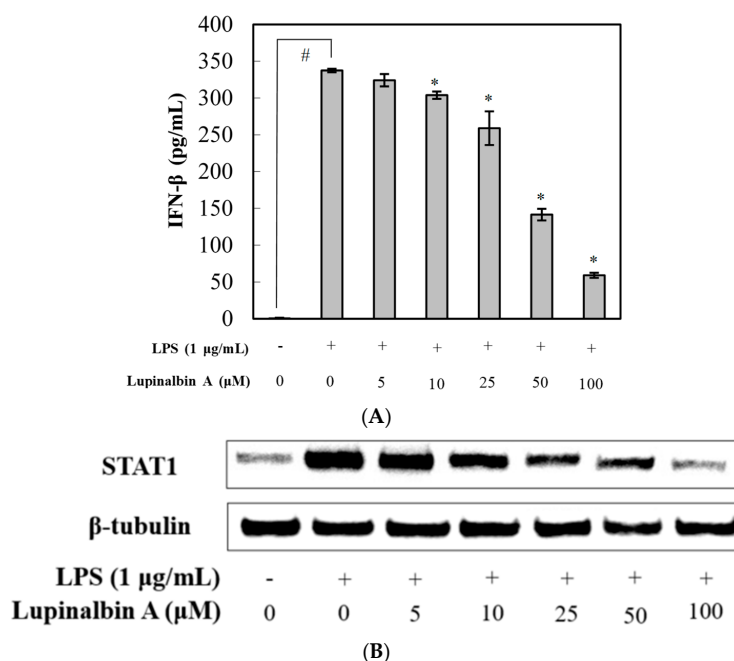 400
350
300
250
200
150
100
50
0
IFN-β (pg/mL)
#
*
*
*
*
LPS (1 μg/mL) - + + + + + +
Lupinalbin A (μM) 0 0 5 10 25 50 100
(A)
STAT1
β-tubulin
LPS (1 μg/mL) - + + + + + +
Lupinalbin A (μM) 0 0 5 10 25 50 100
(B)